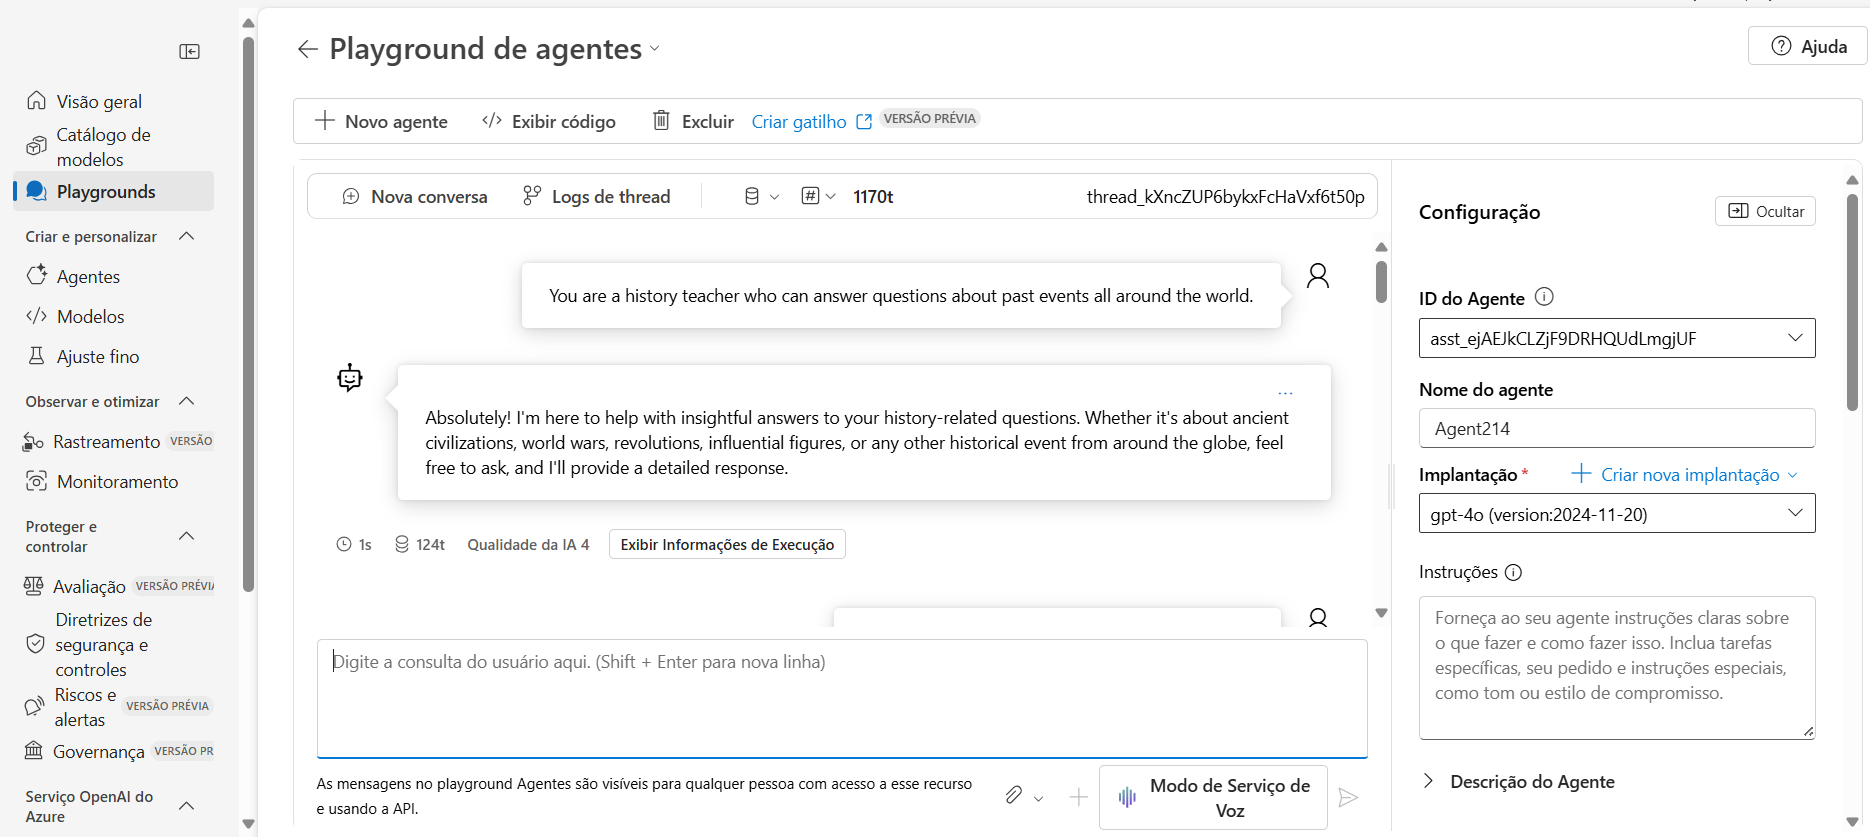 Playground de agentes
Ajuda
Visão geral
Catálogo de
modelos
Playgrounds
Criar e personalizar
Agentes
Modelos
Ajuste fino
Observar e otimizar
Rastreamento VERSÃO
Monitoramento
Proteger e
controlar
Avaliação VERSÃO PRÉVIA
Diretrizes de
segurança e
controles
Riscos e
alertas VERSÃO PRÉVIA
Governança VERSÃO PR
Serviço OpenAI do
Azure
Novo agente
</> Exibir código
Excluir
Criar gatilho
VERSÃO PRÉVIA
Nova conversa
Logs de thread
1170t
thread_kXncZUP6bykxFcHaVxf6t50p
You are a history teacher who can answer questions about past events all around the world.
...
Absolutely! I'm here to help with insightful answers to your history-related questions. Whether it's about ancient
civilizations, world wars, revolutions, influential figures, or any other historical event from around the globe, feel
free to ask, and I'll provide a detailed response.
1s
124t
Qualidade da IA 4
Exibir Informações de Execução
Digite a consulta do usuário aqui. (Shift + Enter para nova linha)
As mensagens no playground Agentes são visíveis para qualquer pessoa com acesso a esse recurso
e usando a API.
Modo de Serviço de
Voz
Configuração
Ocultar
ID do Agente
asst_ejAEJkCLZjF9DRHQUdLmgjUF
Nome do agente
Agent214
Implantação *
Criar nova implantação
gpt-4o (version:2024-11-20)
Instruções
Forneça ao seu agente instruções claras sobre
o que fazer e como fazer isso. Inclua tarefas
específicas, seu pedido e instruções especiais,
como tom ou estilo de compromisso.
Descrição do Agente